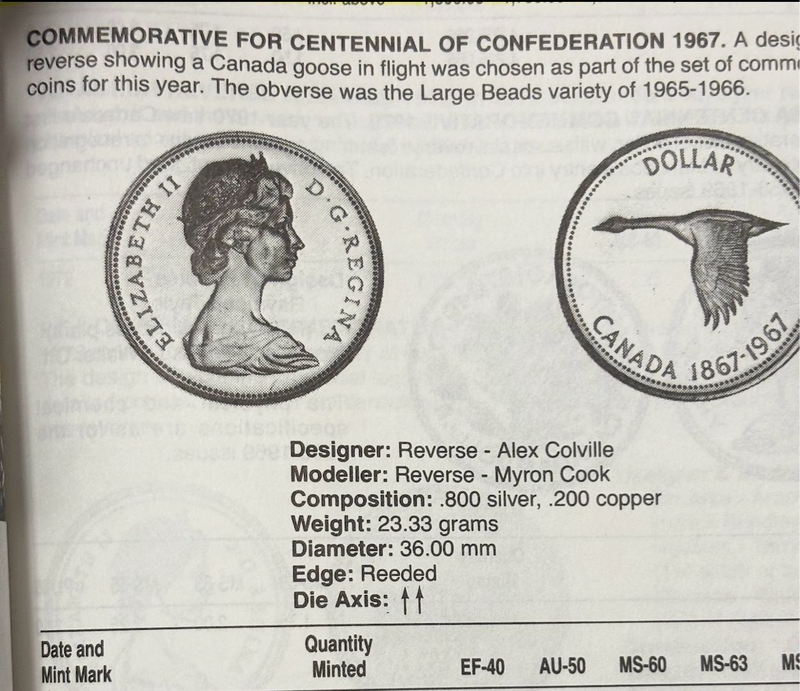 COMMEMORATIVE FOR CENTENNIAL OF CONFEDERATION 1967. A
reverse showing a Canada goose in flight was chosen as part of the set of
coins for this year. The obverse was the Large Beads variety of 1965-1966.
ELIZABETH II D·G·REGINA
DOLLAR
CANADA 1867-1967
Designer: Reverse - Alex Colville
Modeller: Reverse - Myron Cook
Composition: .800 silver, .200 copper
Weight: 23.33 grams
Diameter: 36.00 mm
Edge: Reeded
Die Axis: ↑↑
Date and Quantity
Mint Mark Minted EF-40 AU-50 MS-60 MS-63